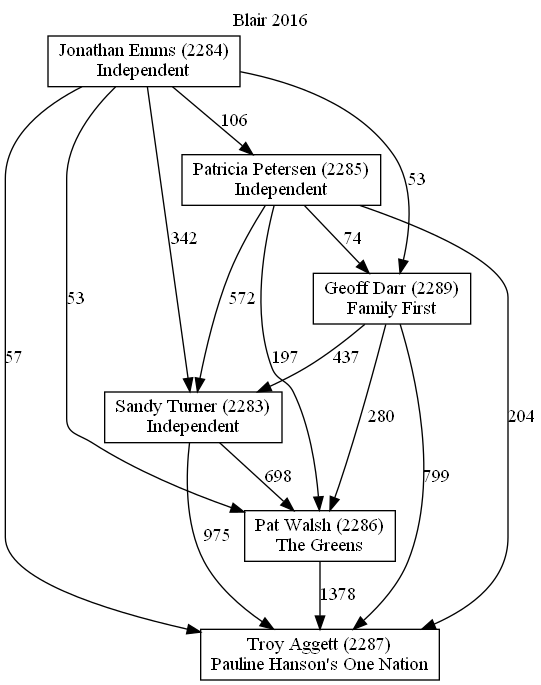 Blair 2016
Jonathan Emms (2284)
Independent
106
Patricia Petersen (2285)
Independent
53
342
74
Geoff Darr (2289)
Family First
53
572
57
197
437
280
204
Sandy Turner (2283)
Independent
698
799
975
Pat Walsh (2286)
The Greens
1378
Troy Aggett (2287)
Pauline Hanson's One Nation